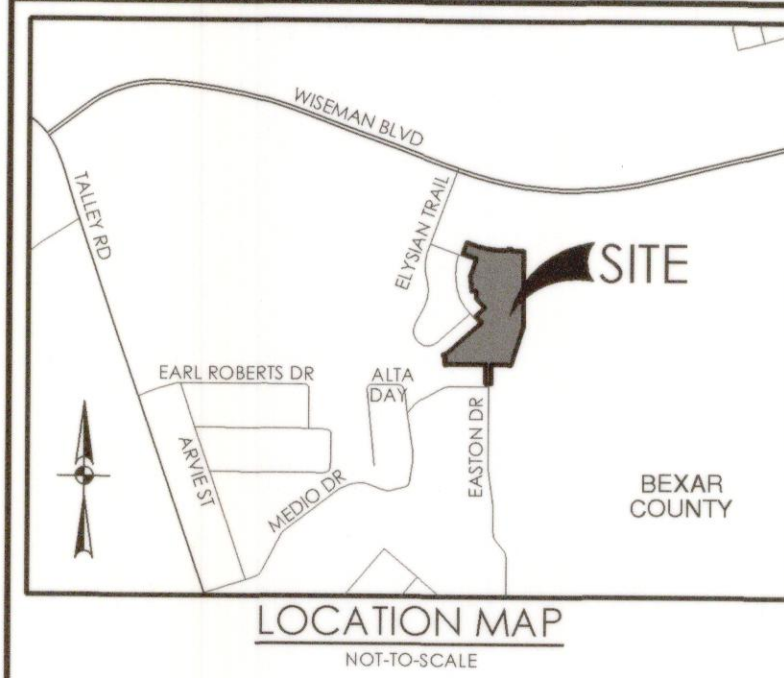 WISEMAN BLVD
TALLEY RD
ELYSIAN TRAIL
SITE
EARL ROBERTS DR
ALTA
DAY
ARVIE ST
MEDIO DR
EASTON DR
BEXAR
COUNTY
LOCATION MAP
NOT-TO-SCALE